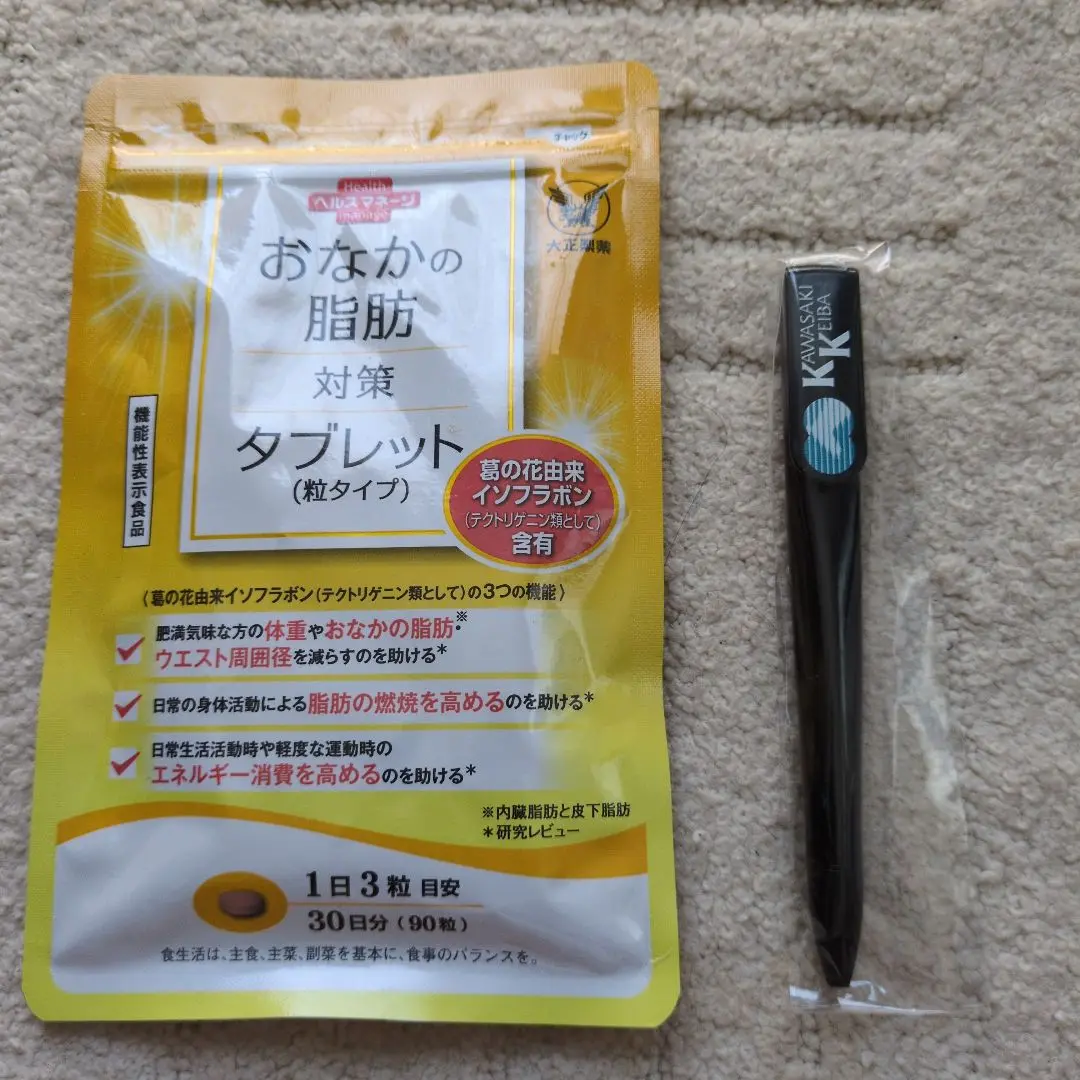 チャック
Health
ヘルスマネージ
manage
大正製薬
おなかの
脂肪
対策
タブレット
(粒タイプ)
機能性表示食品
葛の花由来
イソフラボン
(テクトリゲニン類として)
含有
〈葛の花由来イソフラボン(テクトリゲニン類として)の3つの機能〉
肥満気味な方の体重やおなかの脂肪※・
ウエスト周囲径を減らすのを助ける*
日常の身体活動による脂肪の燃焼を高めるのを助ける*
日常生活活動時や軽度な運動時の
エネルギー消費を高めるのを助ける*
※内臓脂肪と皮下脂肪
*研究レビュー
1日3粒 目安
30日分(90粒)
食生活は、主食、主菜、副菜を基本に、食事のバランスを。
KAWASAKI
KEIBA